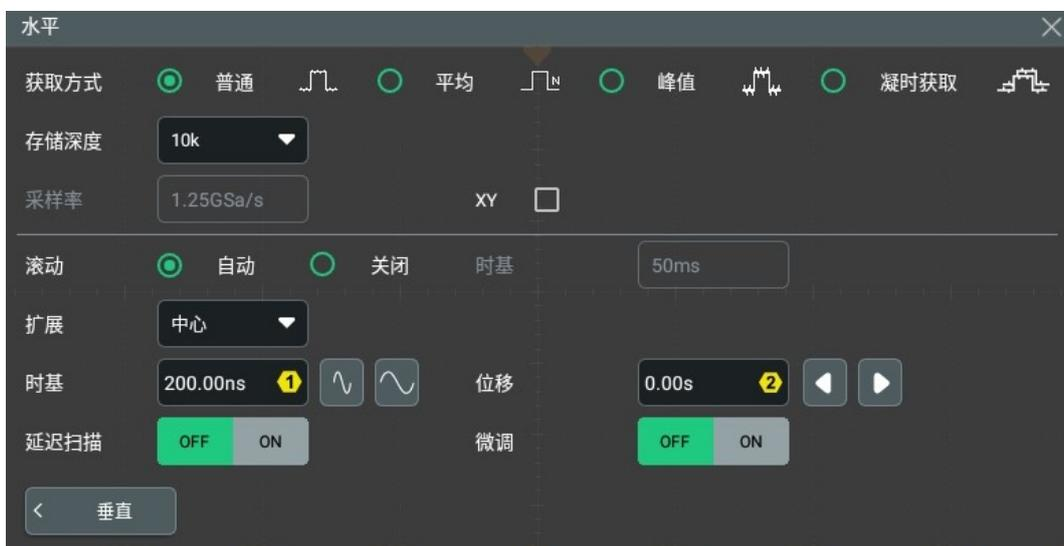 水平
获取方式 普通 平均 N 峰值 凝时获取
存储深度 10k
采样率 1.25GSa/s XY
滚动 自动 关闭 时基 50ms
扩展 中心
时基 200.00ns 1 位移 0.00s 2
延迟扫描 OFF ON 微调 OFF ON
垂直